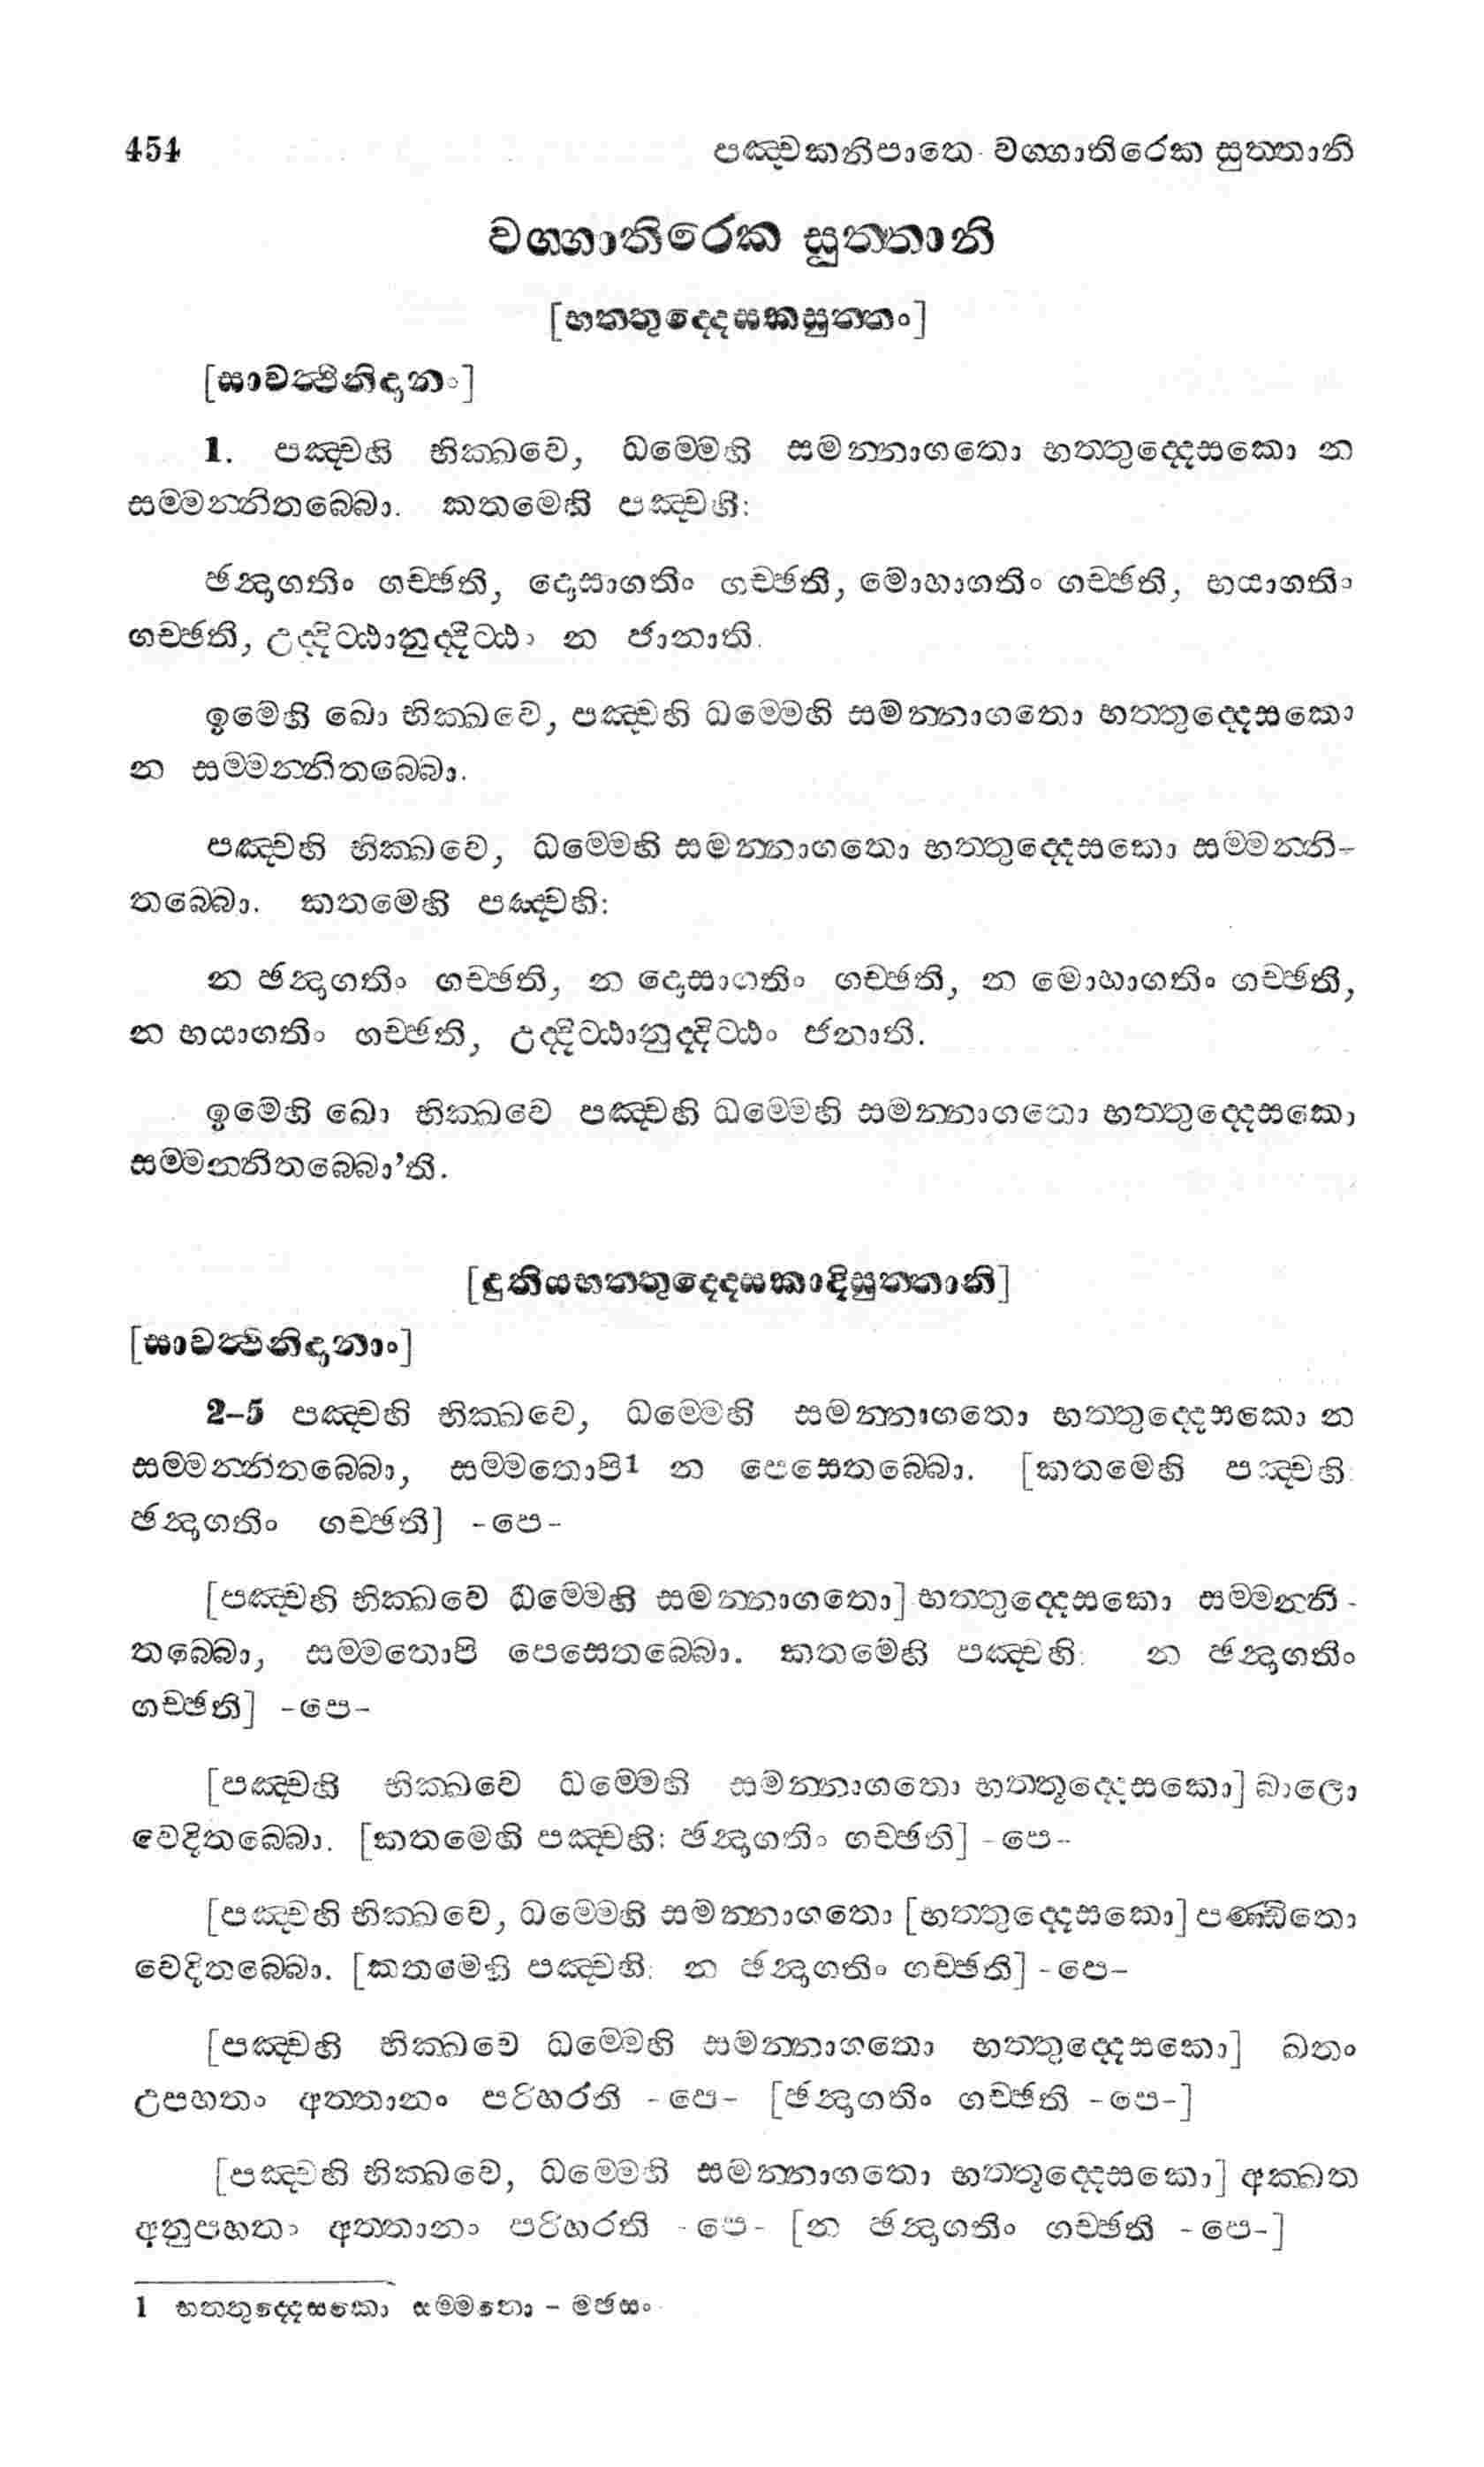 454 පඤ්චකනිපාතෙ වග්ගාතිරෙක සුත්තානි
වග්ගාතිරෙක සුත්තානි
[භත්තුද්දෙසකසුත්තං]
[සාවත්ථිනිදානං]
1. පඤ්චහි භික්ඛවෙ, ධම්මෙහි සමන්නාගතො භත්තුද්දෙසකො න
සම්මන්නිතබ්බො. කතමෙහි පඤ්චහි:
ඡන්දාගතිං ගච්ඡති, දොසාගතිං ගච්ඡති, මොහාගතිං ගච්ඡති, භයාගතිං
ගච්ඡති, උද්දිට්ඨානුද්දිට්ඨං න ජානාති.
ඉමෙහි ඛො භික්ඛවෙ, පඤ්චහි ධම්මෙහි සමන්නාගතො භත්තුද්දෙසකො
න සම්මන්නිතබ්බො.
පඤ්චහි භික්ඛවෙ, ධම්මෙහි සමන්නාගතො භත්තුද්දෙසකො සම්මන්නි-
තබ්බො. කතමෙහි පඤ්චහි:
න ඡන්දාගතිං ගච්ඡති, න දොසාගතිං ගච්ඡති, න මොහාගතිං ගච්ඡති,
න භයාගතිං ගච්ඡති, උද්දිට්ඨානුද්දිට්ඨං ජනාති.
ඉමෙහි ඛො භික්ඛවෙ පඤ්චහි ධම්මෙහි සමන්නාගතො භත්තුද්දෙසකො
සම්මන්නිතබ්බො’ති.
[දුතියභත්තුද්දෙසකාදිසුත්තානි]
[සාවත්ථිනිදානාං]
2–5 පඤ්චහි භික්ඛවෙ, ධම්මෙහි සමන්නාගතො භත්තුද්දෙසකො න
සම්මන්නිතබ්බො, සම්මතොපි1 න පෙසෙතබ්බො. [කතමෙහි පඤ්චහි:
ඡන්දාගතිං ගච්ඡති] -පෙ-
[පඤ්චහි භික්ඛවෙ ධම්මෙහි සමන්නාගතො] භත්තුද්දෙසකො සම්මන්නි-
තබ්බො, සම්මතොපි පෙසෙතබ්බො. කතමෙහි පඤ්චහි: න ඡන්දාගතිං
ගච්ඡති] -පෙ-
[පඤ්චහි භික්ඛවෙ ධම්මෙහි සමන්නාගතො භත්තූද්දෙසකො] බාලො
වෙදිතබ්බො. [කතමෙහි පඤ්චහි: ඡන්දාගතිං ගච්ඡති] -පෙ-
[පඤ්චහි භික්ඛවෙ, ධම්මෙහි සමන්නාගතො [භත්තුද්දෙසකො] පණ්ඩිතො
වෙදිතබ්බො. [කතමෙහි පඤ්චහි: න ඡන්දාගතිං ගච්ඡති] -පෙ-
[පඤ්චහි භික්ඛවෙ ධම්මෙහි සමන්නාගතො භත්තුද්දෙසකො] ඛතං
උපහතං අත්තානං පරිහරති -පෙ- [ඡන්දාගතිං ගච්ඡති -පෙ-]
[පඤ්චහි භික්ඛවෙ, ධම්මෙහි සමන්නාගතො භත්තූද්දෙසකො] අක්ඛත
අනුපහතං අත්තානං පරිහරති -පෙ- [න ඡන්දාගතිං ගච්ඡති -පෙ-]
1 භත්තුද්දෙසකො සම්මතො - මඡසං